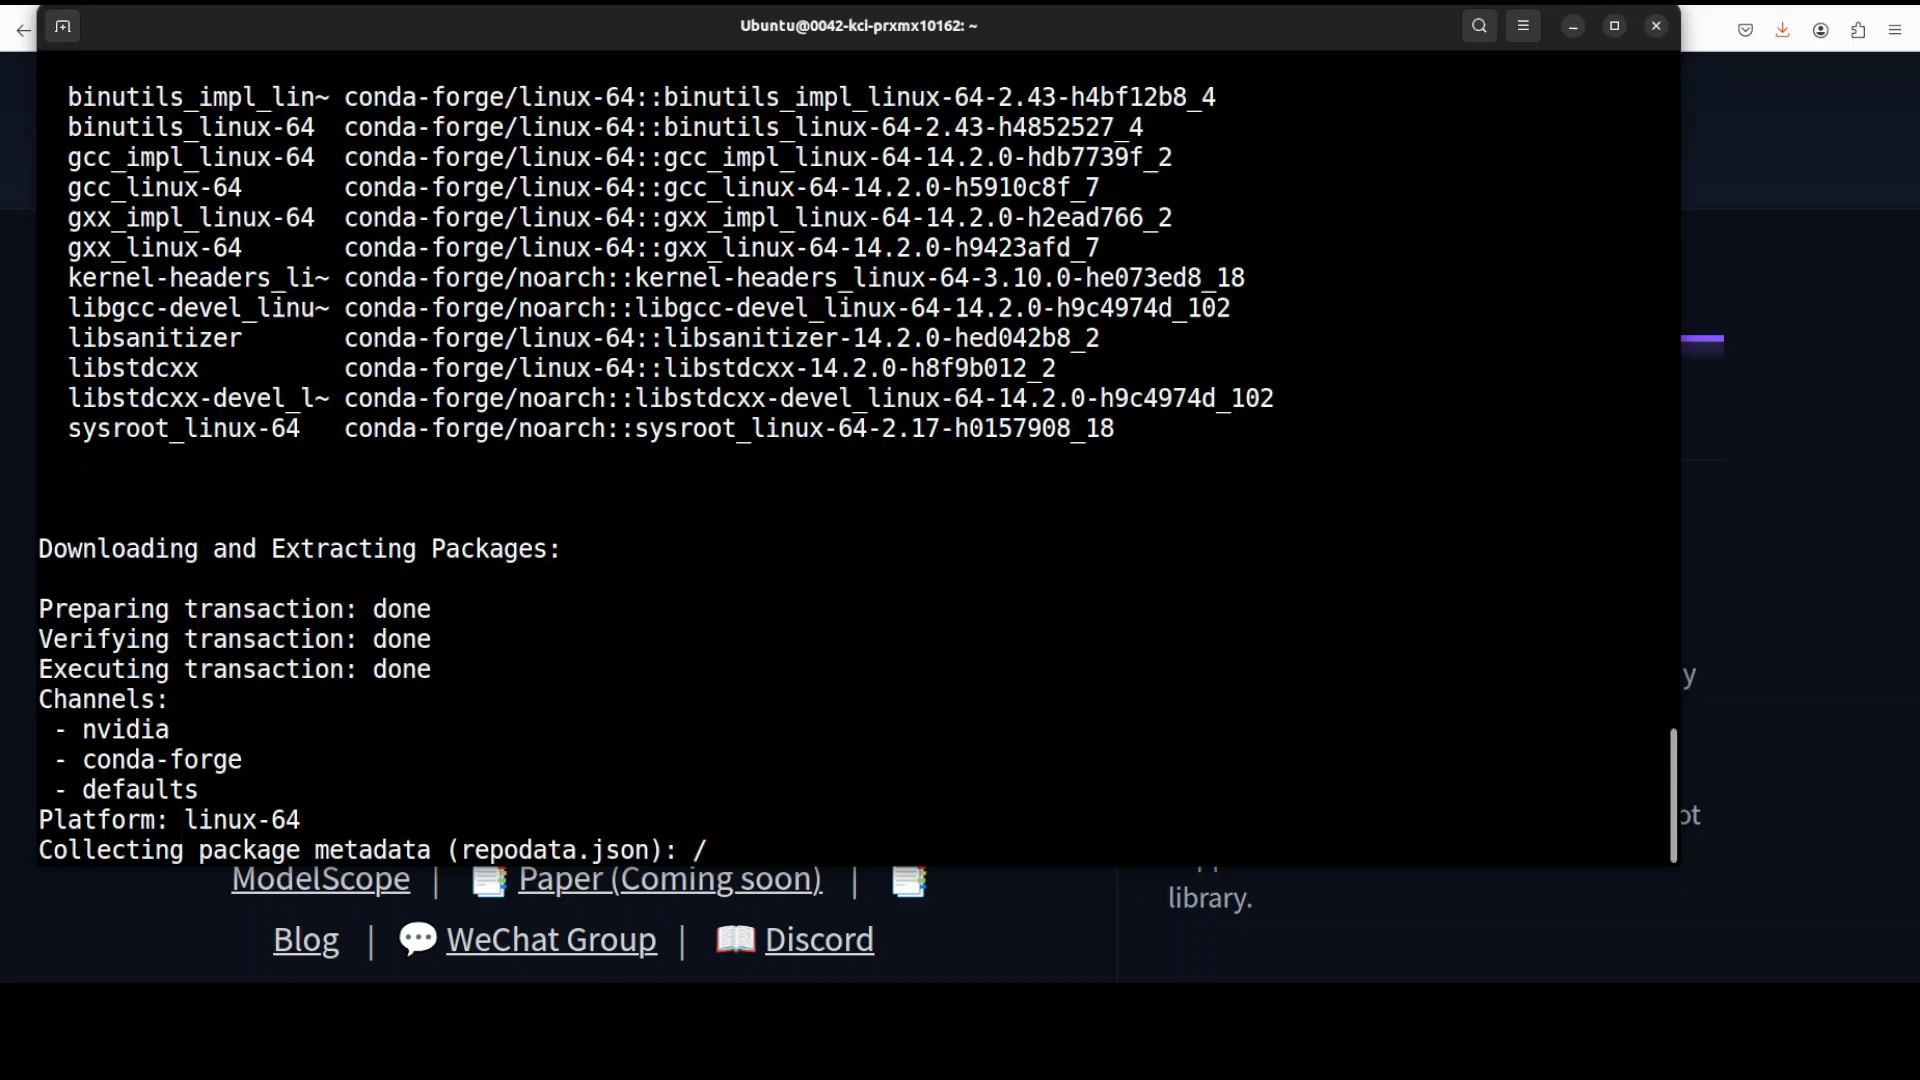 Ubuntu@0042-kci-prxmx10162: ~
binutils_impl_lin~ conda-forge/linux-64::binutils_impl_linux-64-2.43-h4bf12b8_4
binutils_linux-64 conda-forge/linux-64::binutils_linux-64-2.43-h4852527_4
gcc_impl_linux-64 conda-forge/linux-64::gcc_impl_linux-64-14.2.0-hdb7739f_2
gcc_linux-64 conda-forge/linux-64::gcc_linux-64-14.2.0-h5910c8f_7
gxx_impl_linux-64 conda-forge/linux-64::gxx_impl_linux-64-14.2.0-h2ead766_2
gxx_linux-64 conda-forge/linux-64::gxx_linux-64-14.2.0-h9423afd_7
kernel-headers_li~ conda-forge/noarch::kernel-headers_linux-64-3.10.0-he073ed8_18
libgcc-devel_linu~ conda-forge/noarch::libgcc-devel_linux-64-14.2.0-h9c4974d_102
libsanitizer conda-forge/linux-64::libsanitizer-14.2.0-hed042b8_2
libstdcxx conda-forge/linux-64::libstdcxx-14.2.0-h8f9b012_2
libstdcxx-devel_l~ conda-forge/noarch::libstdcxx-devel_linux-64-14.2.0-h9c4974d_102
sysroot_linux-64 conda-forge/noarch::sysroot_linux-64-2.17-h0157908_18
Downloading and Extracting Packages:
Preparing transaction: done
Verifying transaction: done
Executing transaction: done
Channels:
- nvidia
- conda-forge
- defaults
Platform: linux-64
Collecting package metadata (repodata.json): /
y
ot
ModelScope | 📑 Paper (Coming soon) | 📑
Blog | 💬 WeChat Group | 📖 Discord
library.